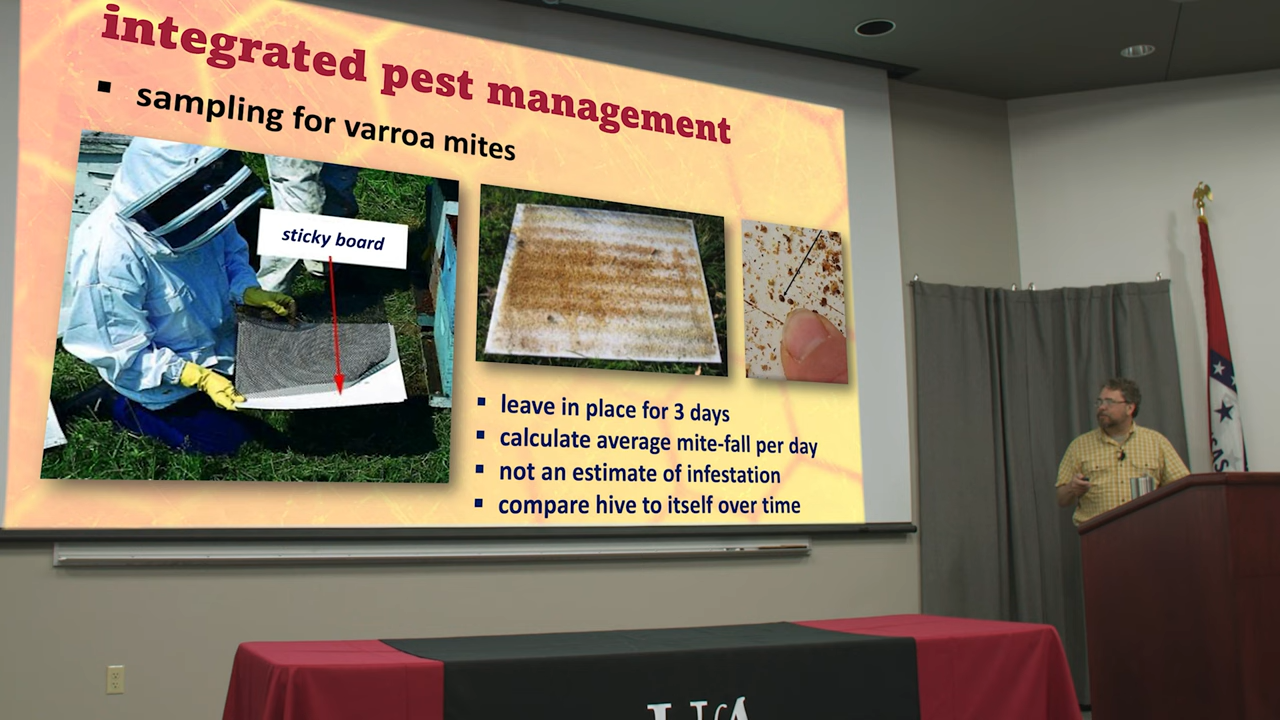 integrated pest management
▪ sampling for varroa mites
sticky board
▪ leave in place for 3 days
▪ calculate average mite-fall per day
▪ not an estimate of infestation
▪ compare hive to itself over time